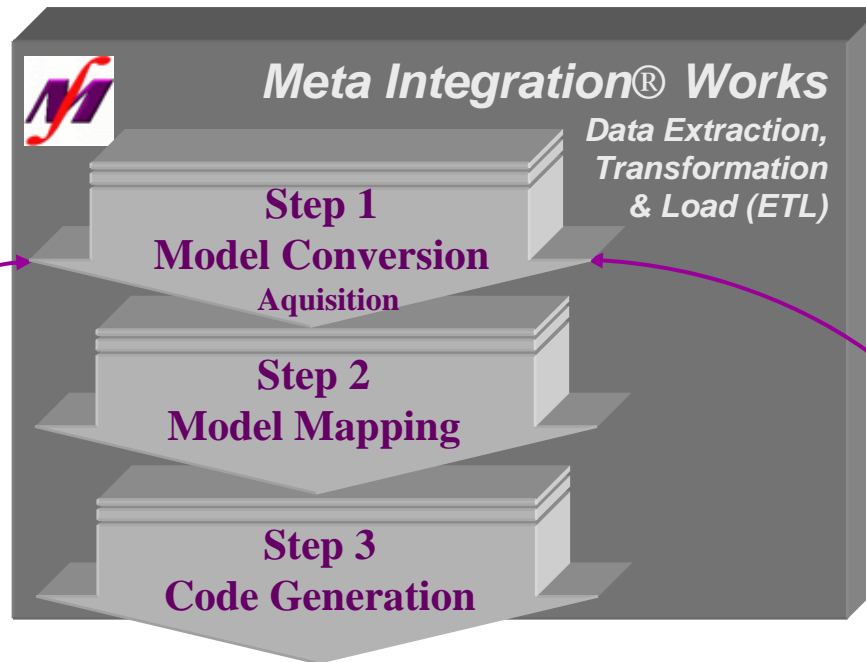 Meta Integration® Works
Data Extraction,
Transformation
& Load (ETL)
Step 1
Model Conversion
Aquisition
Step 2
Model Mapping
Step 3
Code Generation